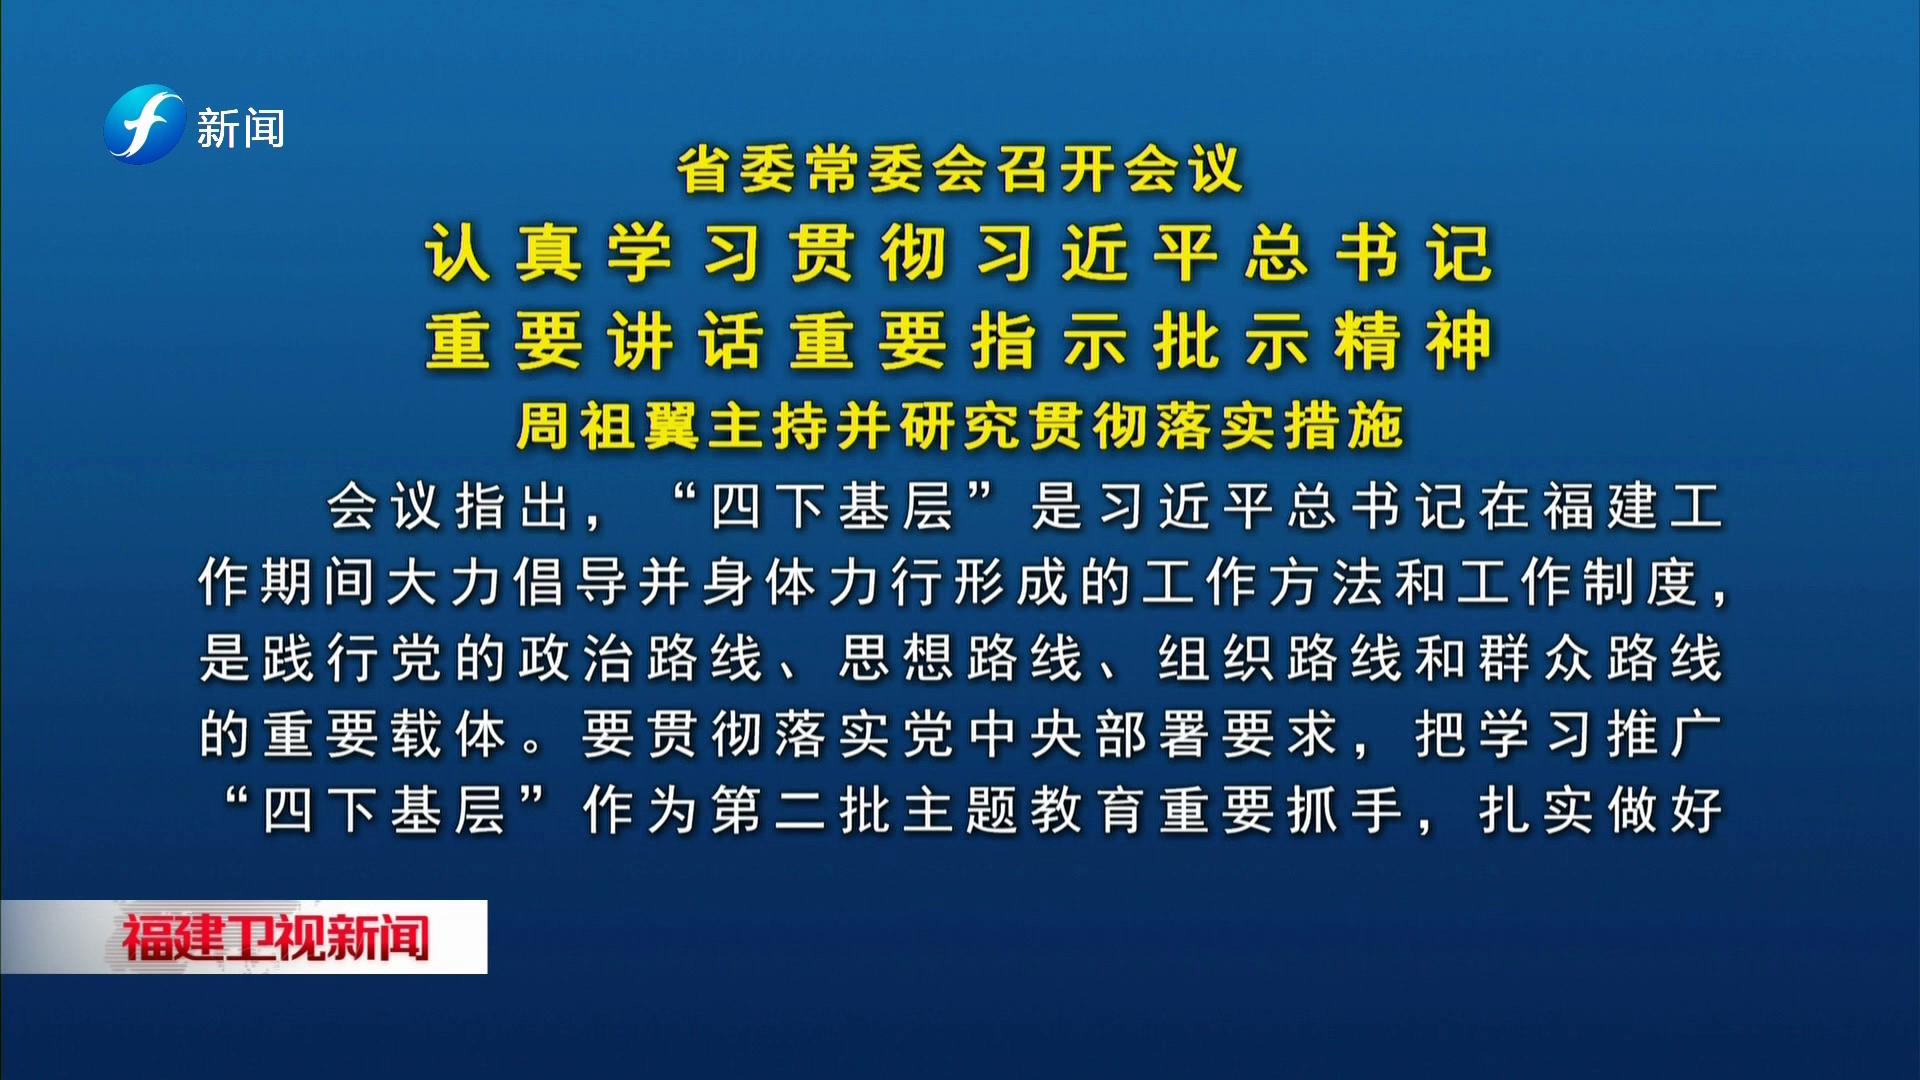 新闻
省委常委会召开会议
认真学习贯彻习近平总书记
重要讲话重要指示批示精神
周祖翼主持并研究贯彻落实措施
会议指出，“四下基层”是习近平总书记在福建工
作期间大力倡导并身体力行形成的工作方法和工作制度，
是践行党的政治路线、思想路线、组织路线和群众路线
的重要载体。要贯彻落实党中央部署要求，把学习推广
“四下基层”作为第二批主题教育重要抓手，扎实做好
福建卫视新闻